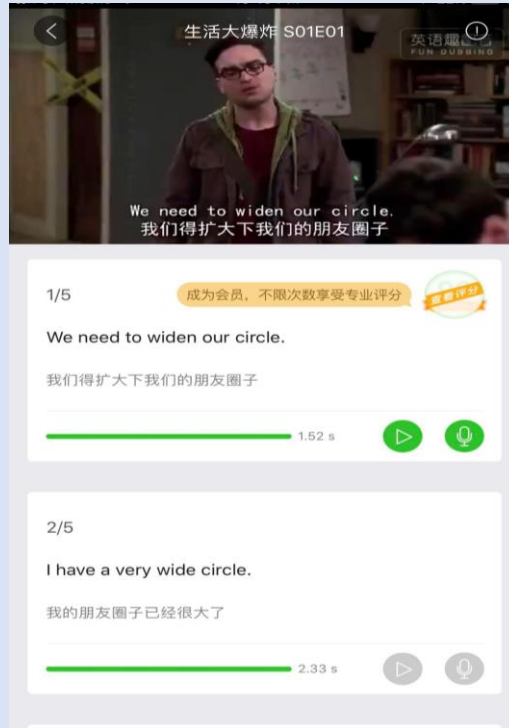 生活大爆炸 S01E01
英语趣配音
FUN DUBBING
We need to widen our circle.
我们得扩大下我们的朋友圈子
1/5
成为会员，不限次数享受专业评分
查看评分
We need to widen our circle.
我们得扩大下我们的朋友圈子
1.52 s
2/5
I have a very wide circle.
我的朋友圈子已经很大了
2.33 s